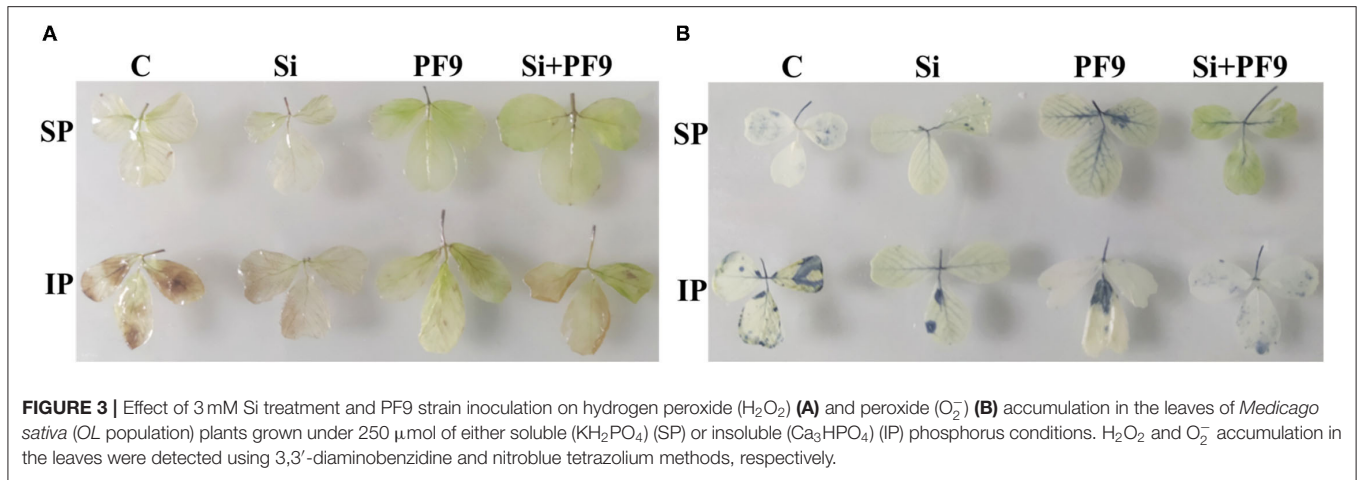 A
B
C Si PF9 Si+PF9
C Si PF9 Si+PF9
SP
SP
IP
IP
FIGURE 3 | Effect of 3 mM Si treatment and PF9 strain inoculation on hydrogen peroxide (H₂O₂) (A) and peroxide (O₂⁻) (B) accumulation in the leaves of Medicago
sativa (OL population) plants grown under 250 μmol of either soluble (KH₂PO₄) (SP) or insoluble (Ca₃HPO₄) (IP) phosphorus conditions. H₂O₂ and O₂⁻ accumulation in
the leaves were detected using 3,3′-diaminobenzidine and nitroblue tetrazolium methods, respectively.